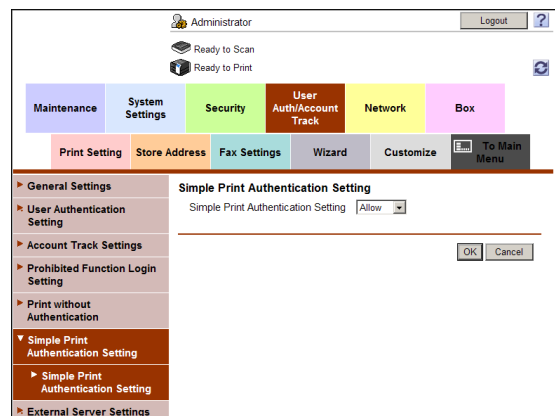 Administrator
Logout
?
Ready to Scan
Ready to Print
Maintenance
System
Settings
Security
User
Auth/Account
Track
Network
Box
Print Setting
Store Address
Fax Settings
Wizard
Customize
To Main
Menu
General Settings
User Authentication
Setting
Account Track Settings
Prohibited Function Login
Setting
Print without
Authentication
Simple Print
Authentication Setting
Simple Print
Authentication Setting
External Server Settings
Simple Print Authentication Setting
Simple Print Authentication Setting
Allow
OK
Cancel